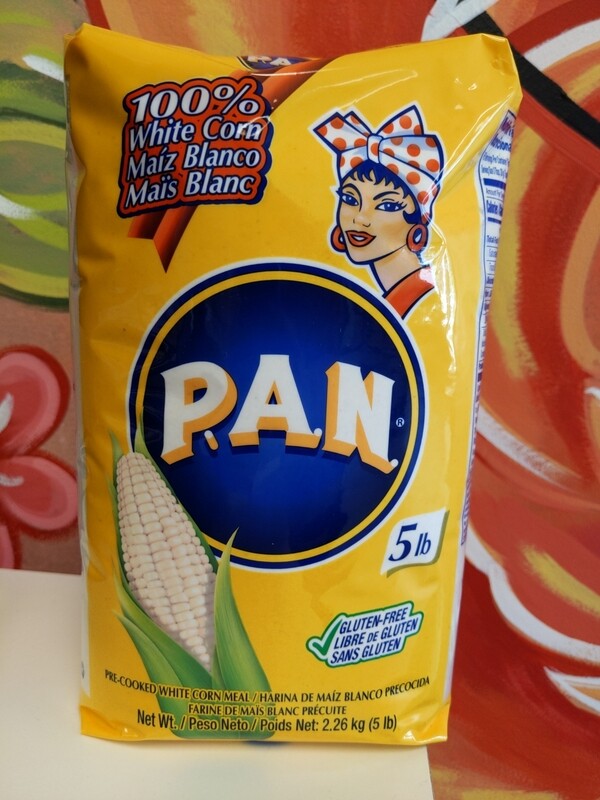 100%
White Corn
Maíz Blanco
Maïs Blanc
P.A.N.
®
5 lb
GLUTEN-FREE
LIBRE DE GLUTEN
SANS GLUTEN
PRE-COOKED WHITE CORN MEAL / HARINA DE MAÍZ BLANCO PRECOCIDA
FARINE DE MAÏS BLANC PRÉCUITE
Net Wt. / Peso Neto / Poids Net: 2.26 kg (5 lb)